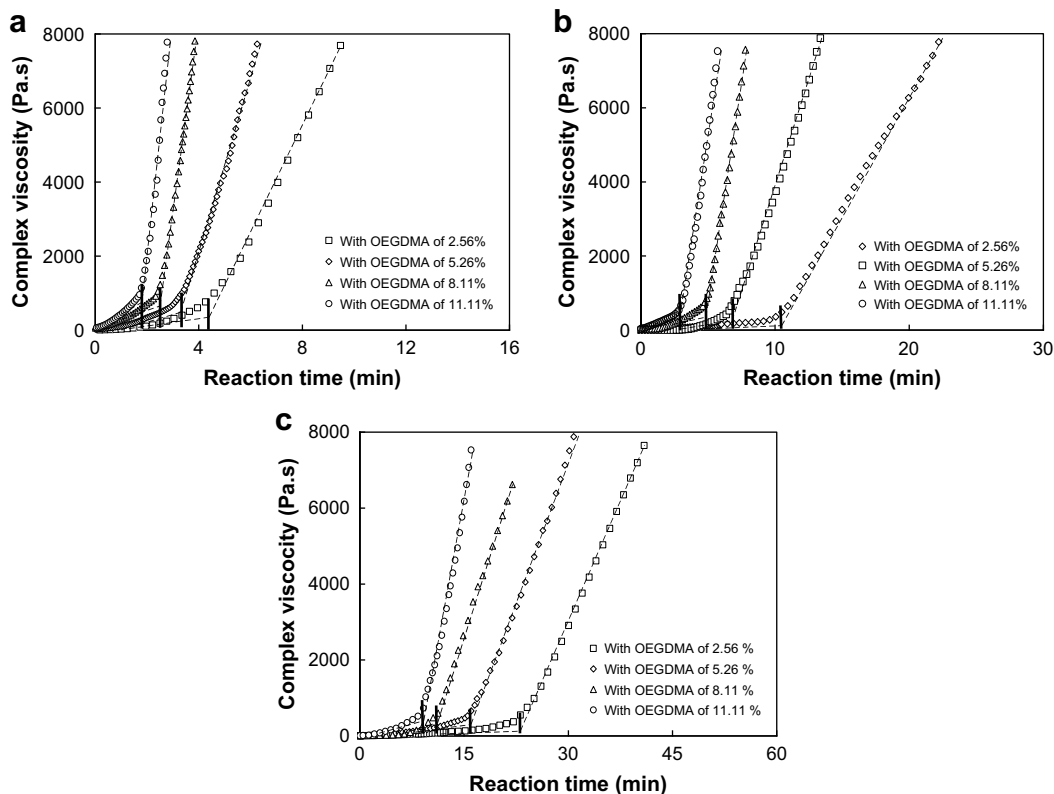 a
8000
6000
4000
2000
0
Complex viscosity (Pa.s)
With OEGDMA of 2.56%
With OEGDMA of 5.26%
With OEGDMA of 8.11%
With OEGDMA of 11.11%
0 4 8 12 16
Reaction time (min)
b
8000
6000
4000
2000
0
Complex viscosity (Pa.s)
With OEGDMA of 2.56%
With OEGDMA of 5.26%
With OEGDMA of 8.11%
With OEGDMA of 11.11%
0 10 20 30
Reaction time (min)
c
8000
6000
4000
2000
0
Complex viscocity (Pa.s)
With OEGDMA of 2.56 %
With OEGDMA of 5.26 %
With OEGDMA of 8.11 %
With OEGDMA of 11.11 %
0 15 30 45 60
Reaction time (min)